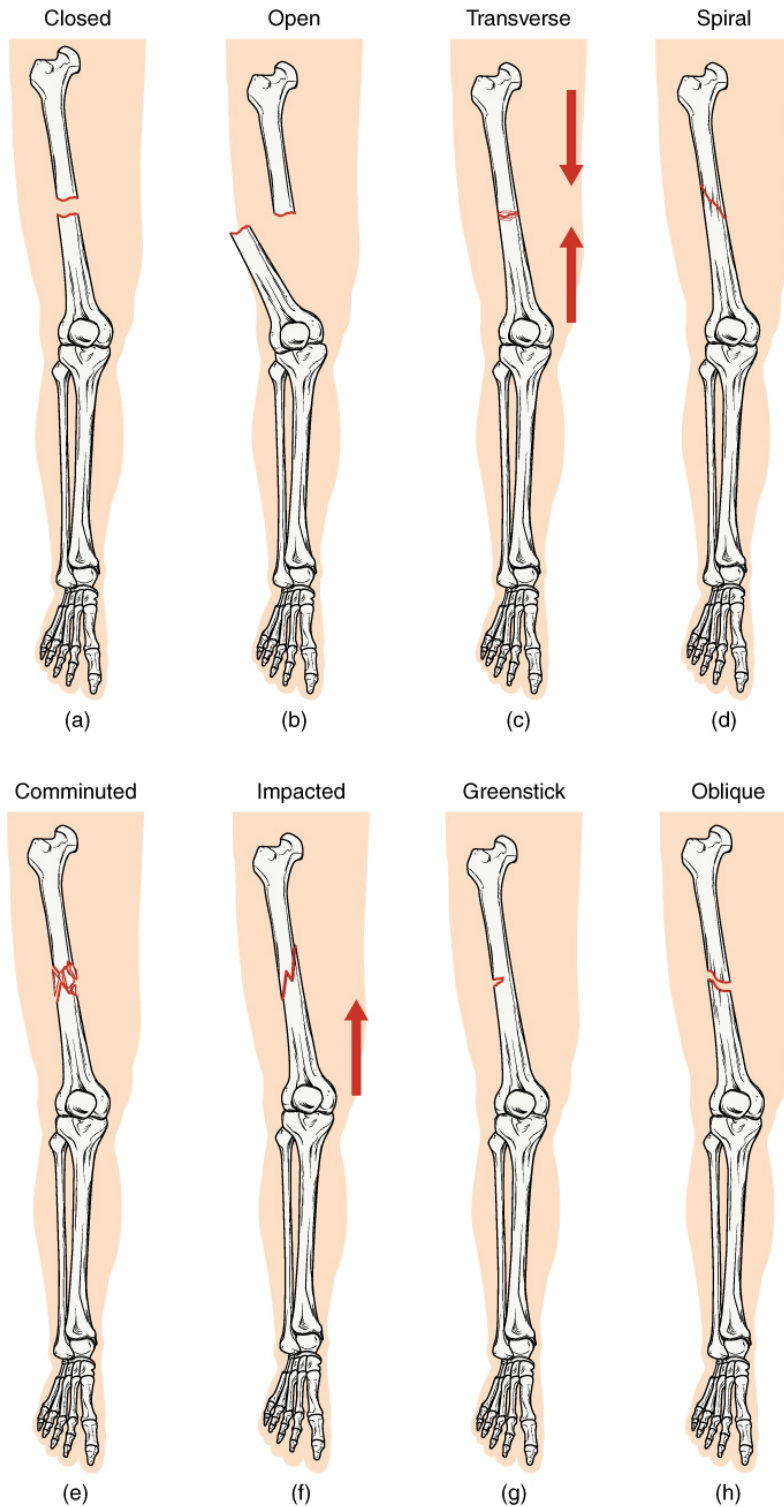 Closed
Open
Transverse
Spiral
(a)
(b)
(c)
(d)
Comminuted
Impacted
Greenstick
Oblique
(e)
(f)
(g)
(h)